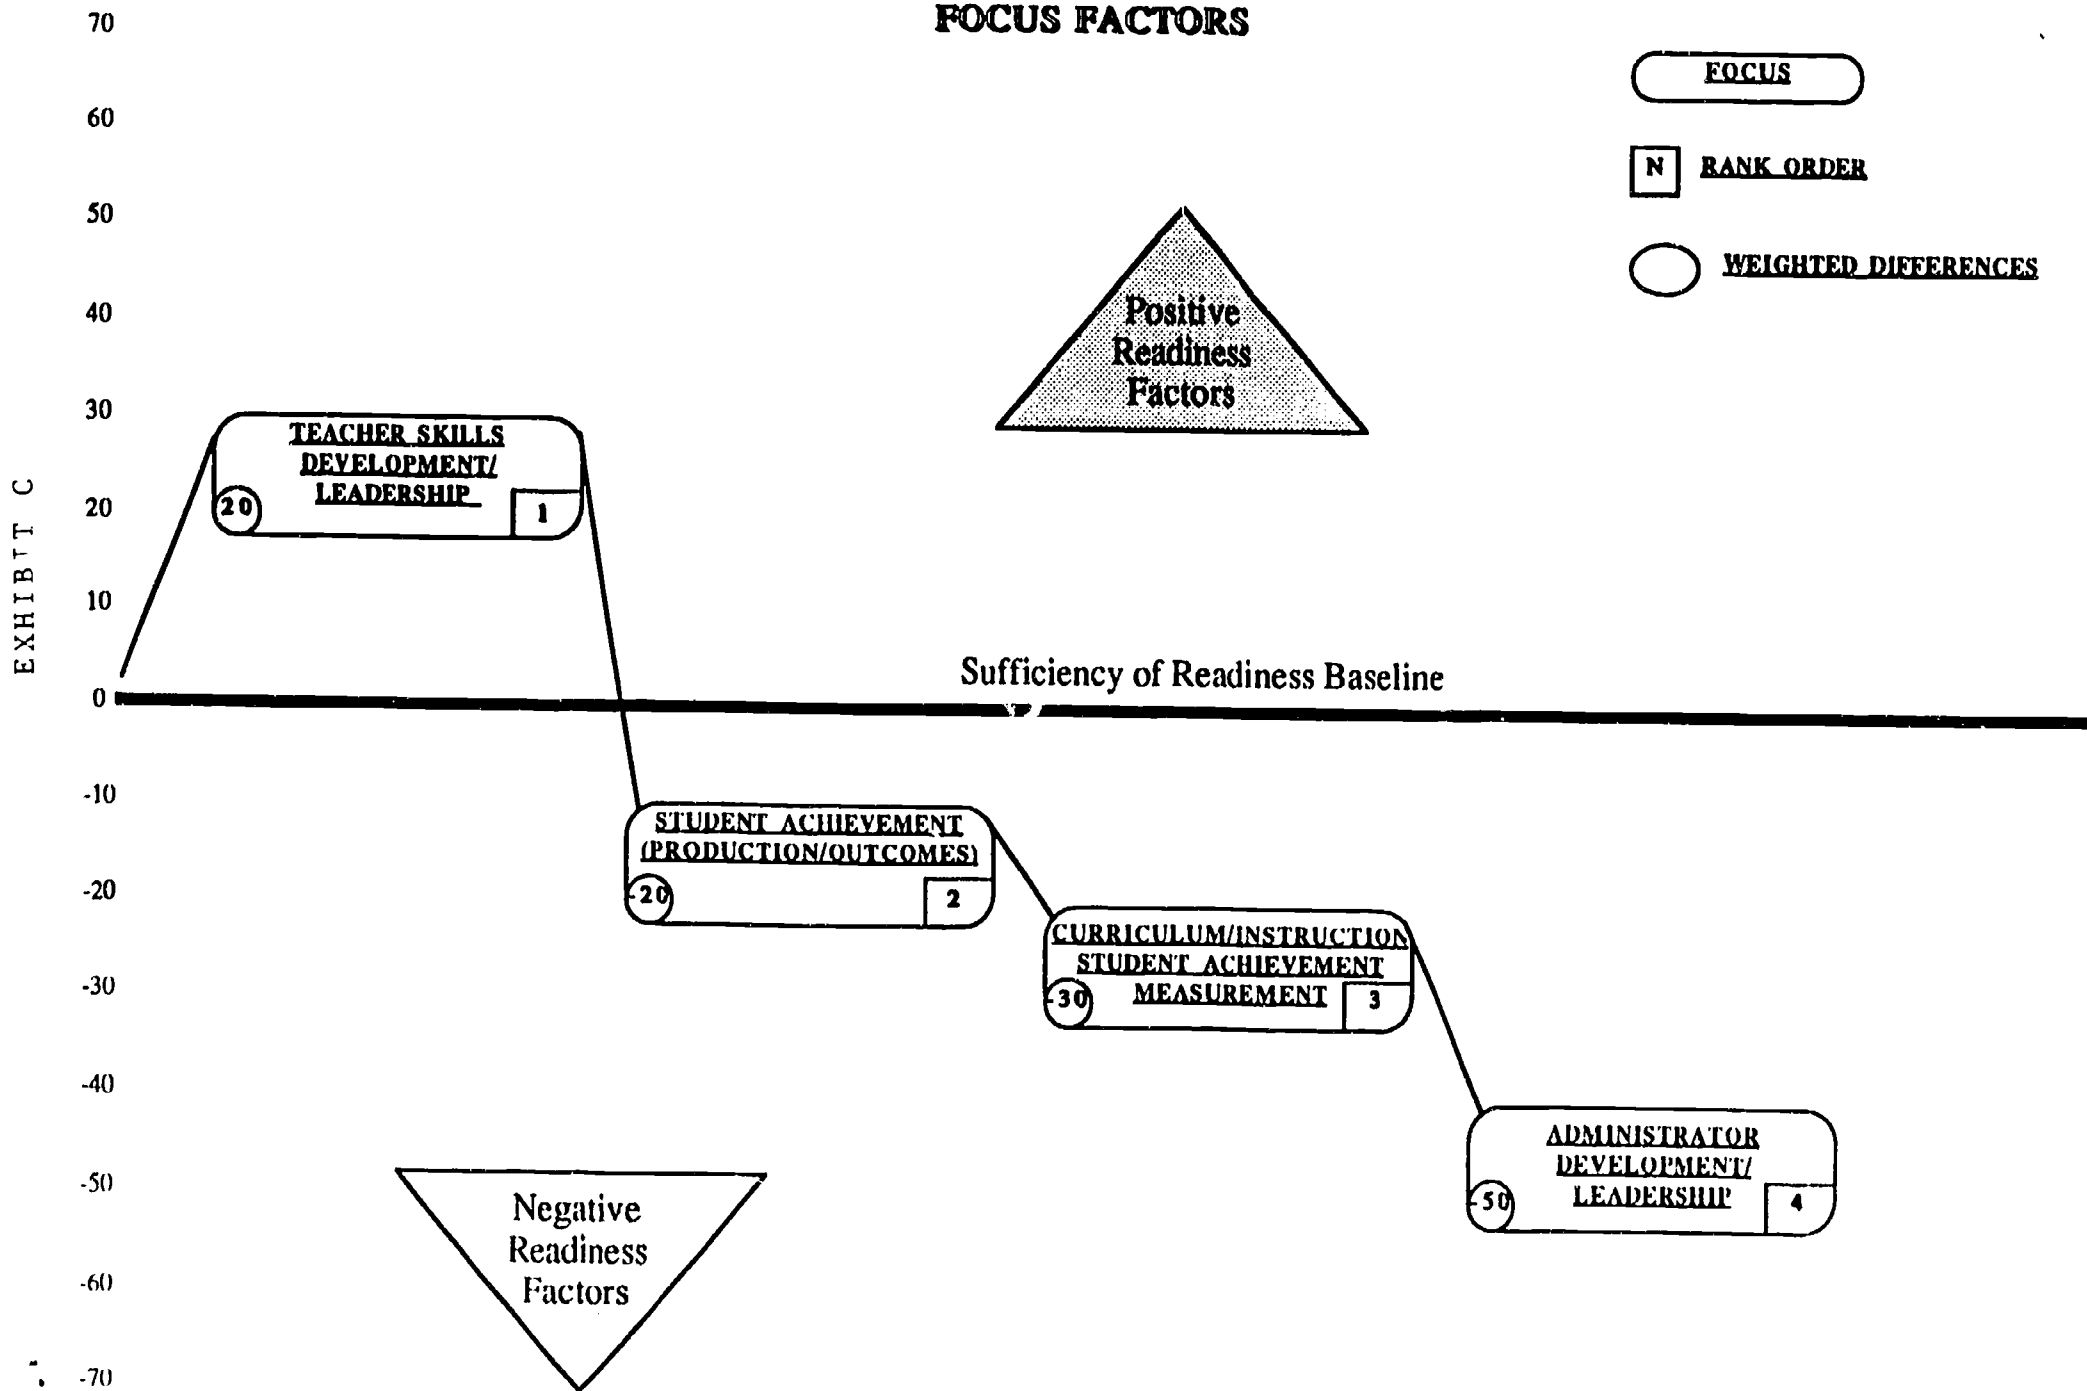 FOCUS FACTORS
70
60
50
40
30
20
10
0
-10
-20
-30
-40
-50
-60
-70
EXHIBIT C
FOCUS
N RANK ORDER
WEIGHTED DIFFERENCES
Positive
Readiness
Factors
TEACHER SKILLS
DEVELOPMENT/
LEADERSHIP
20
1
Sufficiency of Readiness Baseline
STUDENT ACHIEVEMENT
(PRODUCTION/OUTCOMES)
-20
2
CURRICULUM/INSTRUCTION
STUDENT ACHIEVEMENT
MEASUREMENT
-30
3
ADMINISTRATOR
DEVELOPMENT/
LEADERSHIP
-50
4
Negative
Readiness
Factors